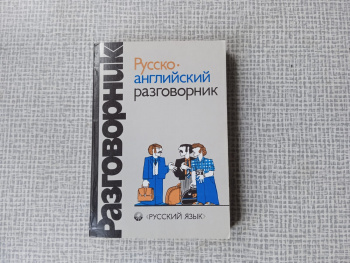 Разговорник
Русско-
английский
разговорник
«РУССКИЙ ЯЗЫК»